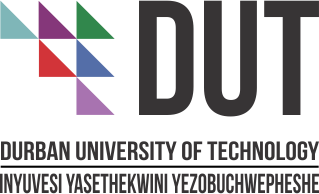 DUT
DURBAN UNIVERSITY OF TECHNOLOGY
INYUVESI YASETHEKWINI YEZOBUCHWEPHESHE